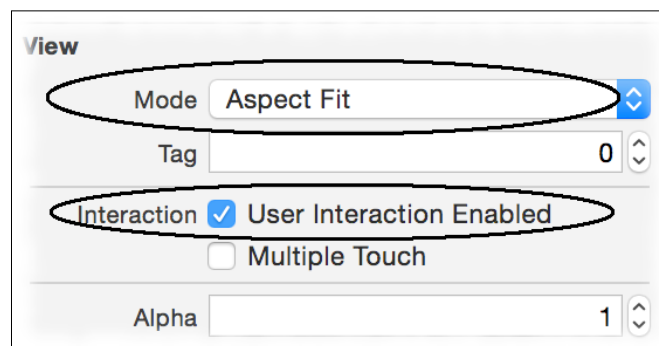 View
Mode Aspect Fit
Tag 0
Interaction User Interaction Enabled
Multiple Touch
Alpha 1